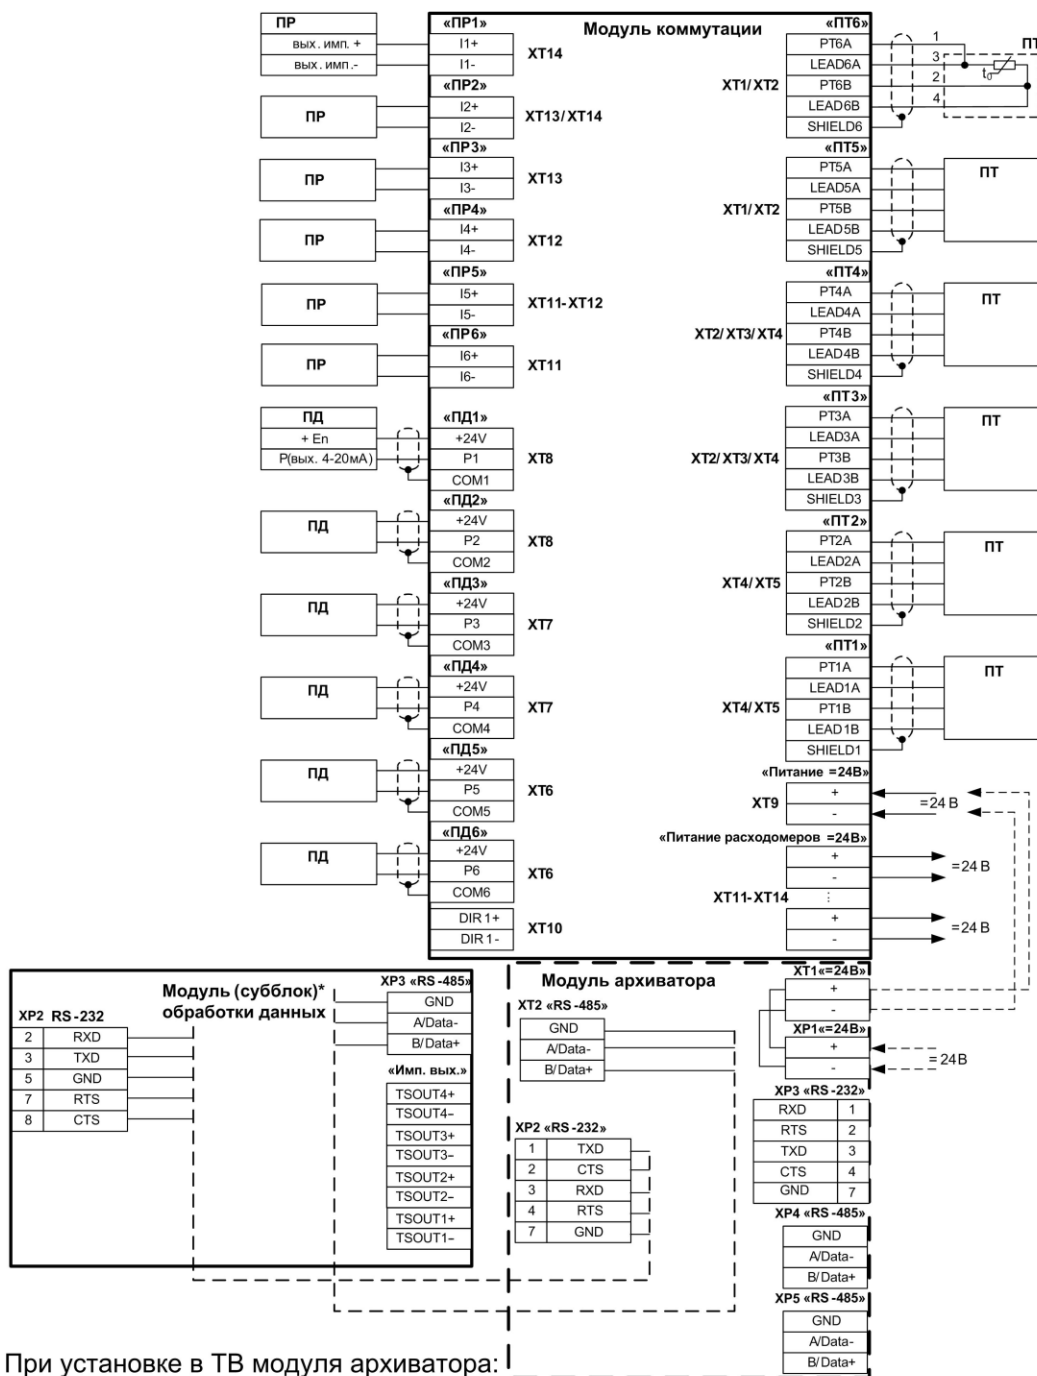 Модуль коммутации
ПР
вых. имп. +
вых. имп.-
«ПР1»
I1+
I1-
XT14
«ПР2»
ПР
I2+
I2-
XT13/XT14
«ПР3»
ПР
I3+
I3-
XT13
«ПР4»
ПР
I4+
I4-
XT12
«ПР5»
ПР
I5+
I5-
XT11-XT12
«ПР6»
ПР
I6+
I6-
XT11
ПД
+ En
P(вых. 4-20мА)
«ПД1»
+24V
P1
COM1
XT8
«ПД2»
ПД
+24V
P2
COM2
XT8
«ПД3»
ПД
+24V
P3
COM3
XT7
«ПД4»
ПД
+24V
P4
COM4
XT7
«ПД5»
ПД
+24V
P5
COM5
XT6
«ПД6»
ПД
+24V
P6
COM6
XT6
DIR 1+
DIR 1-
XT10
«ПТ6»
PT6A
LEAD6A
PT6B
LEAD6B
SHIELD6
XT1/XT2
1
3
2
4
t0
ПТ
«ПТ5»
PT5A
LEAD5A
PT5B
LEAD5B
SHIELD5
XT1/XT2
ПТ
«ПТ4»
PT4A
LEAD4A
PT4B
LEAD4B
SHIELD4
XT2/XT3/XT4
ПТ
«ПТ3»
PT3A
LEAD3A
PT3B
LEAD3B
SHIELD3
XT2/XT3/XT4
ПТ
«ПТ2»
PT2A
LEAD2A
PT2B
LEAD2B
SHIELD2
XT4/XT5
ПТ
«ПТ1»
PT1A
LEAD1A
PT1B
LEAD1B
SHIELD1
XT4/XT5
ПТ
«Питание =24В»
+
-
XT9
=24 В
«Питание расходомеров =24В»
+
-
=24 В
XT11-XT14
⋮
+
-
=24 В
Модуль (субблок)*
обработки данных
XP2 RS-232
2 RXD
3 TXD
5 GND
7 RTS
8 CTS
XP3 «RS-485»
GND
A/Data-
B/Data+
«Имп. вых.»
TSOUT4+
TSOUT4–
TSOUT3+
TSOUT3–
TSOUT2+
TSOUT2–
TSOUT1+
TSOUT1–
Модуль архиватора
XT2 «RS-485»
GND
A/Data-
B/Data+
XP2 «RS-232»
1 TXD
2 CTS
3 RXD
4 RTS
7 GND
XT1«=24В»
+
-
XP1«=24В»
+
-
=24В
XP3 «RS-232»
RXD 1
RTS 2
TXD 3
CTS 4
GND 7
XP4 «RS-485»
GND
A/Data-
B/Data+
XP5 «RS-485»
GND
A/Data-
B/Data+
При установке в ТВ модуля архиватора: